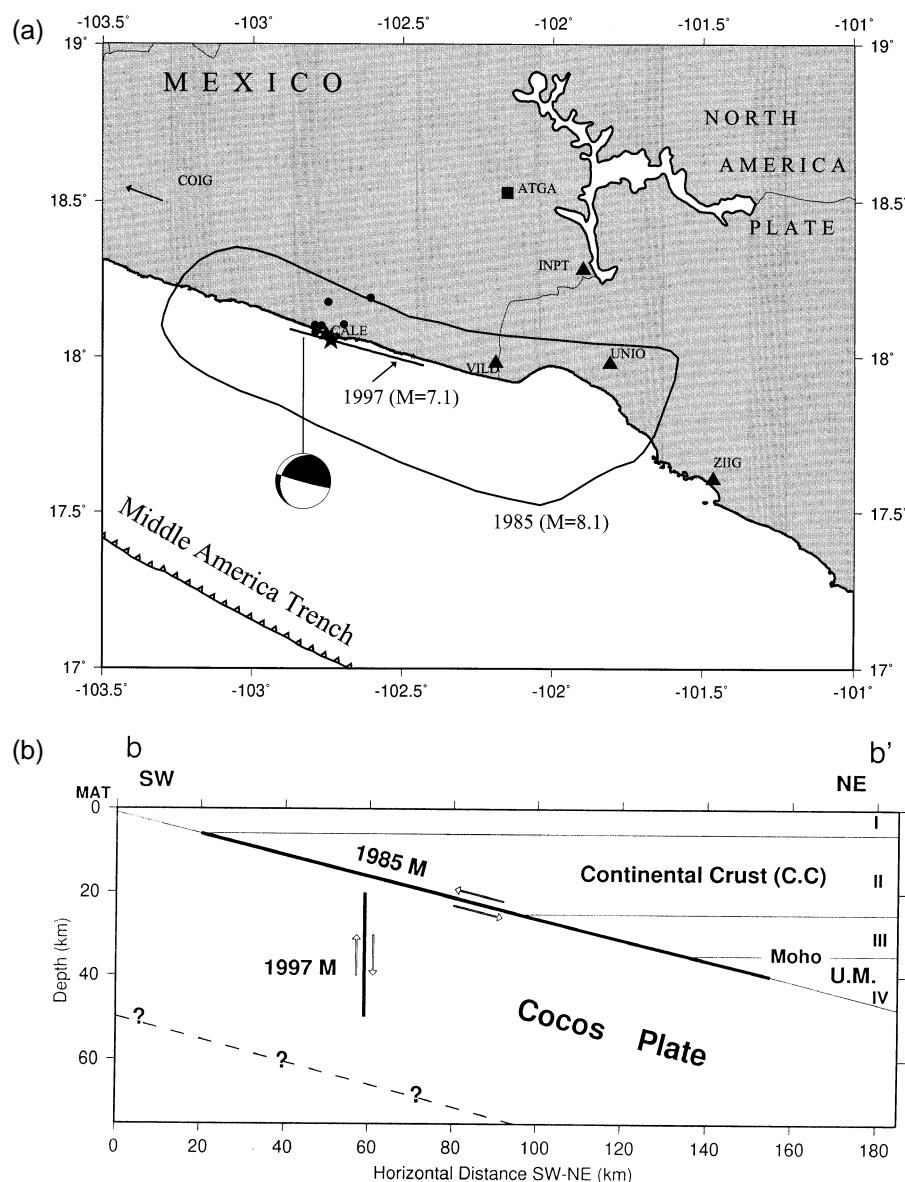 (a)
-103.5˚ -103˚ -102.5˚ -102˚ -101.5˚ -101˚
19˚ 19˚
MEXICO
NORTH
AMERICA
PLATE
COIG
ATGA
18.5˚ 18.5˚
INPT
CALE
18˚ 18˚
VILD
UNIO
1997 (M=7.1)
ZIIG
1985 (M=8.1)
17.5˚ 17.5˚
Middle America
Trench
17˚ 17˚
-103.5˚ -103˚ -102.5˚ -102˚ -101.5˚ -101˚
(b)
b b'
SW NE
MAT
0
I
1985 M
Continental Crust (C.C)
II
20
III
Moho
1997 M
U.M.
40
IV
Depth (km)
Cocos Plate
?
60
?
?
0 20 40 60 80 100 120 140 160 180
Horizontal Distance SW-NE (km)